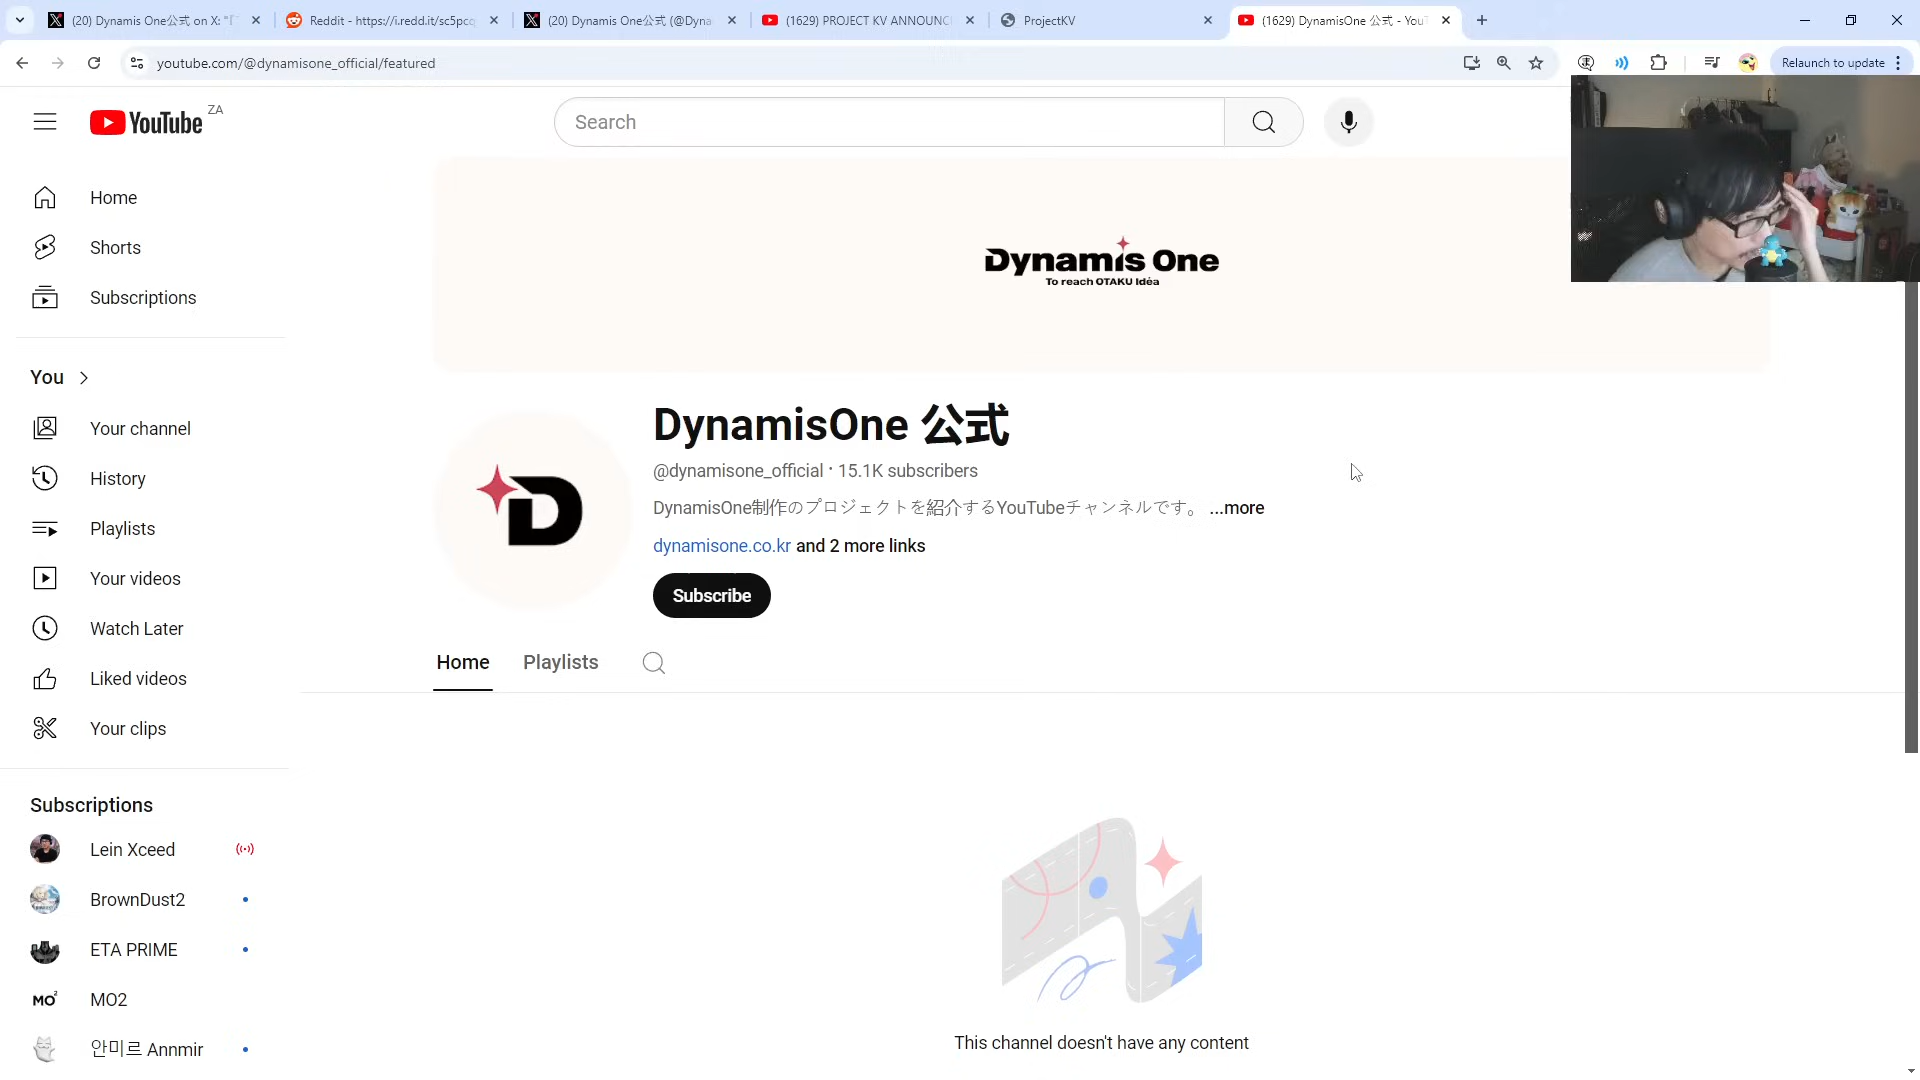 (20) Dynamis One公式 on X: "「
Reddit - https://i.redd.it/sc5pcq
(20) Dynamis One公式 (@Dyna
(1629) PROJECT KV ANNOUNC
ProjectKV
(1629) DynamisOne 公式 - YouT
youtube.com/@dynamisone_official/featured
Relaunch to update
YouTube
ZA
Search
Home
Shorts
Subscriptions
You
Your channel
History
Playlists
Your videos
Watch Later
Liked videos
Your clips
Subscriptions
Lein Xceed
BrownDust2
ETA PRIME
MO²
MO2
안미르 Annmir
Dynamis One
To reach OTAKU Idéa
D
DynamisOne 公式
@dynamisone_official · 15.1K subscribers
DynamisOne制作のプロジェクトを紹介するYouTubeチャンネルです。 ...more
dynamisone.co.kr and 2 more links
Subscribe
Home
Playlists
This channel doesn't have any content